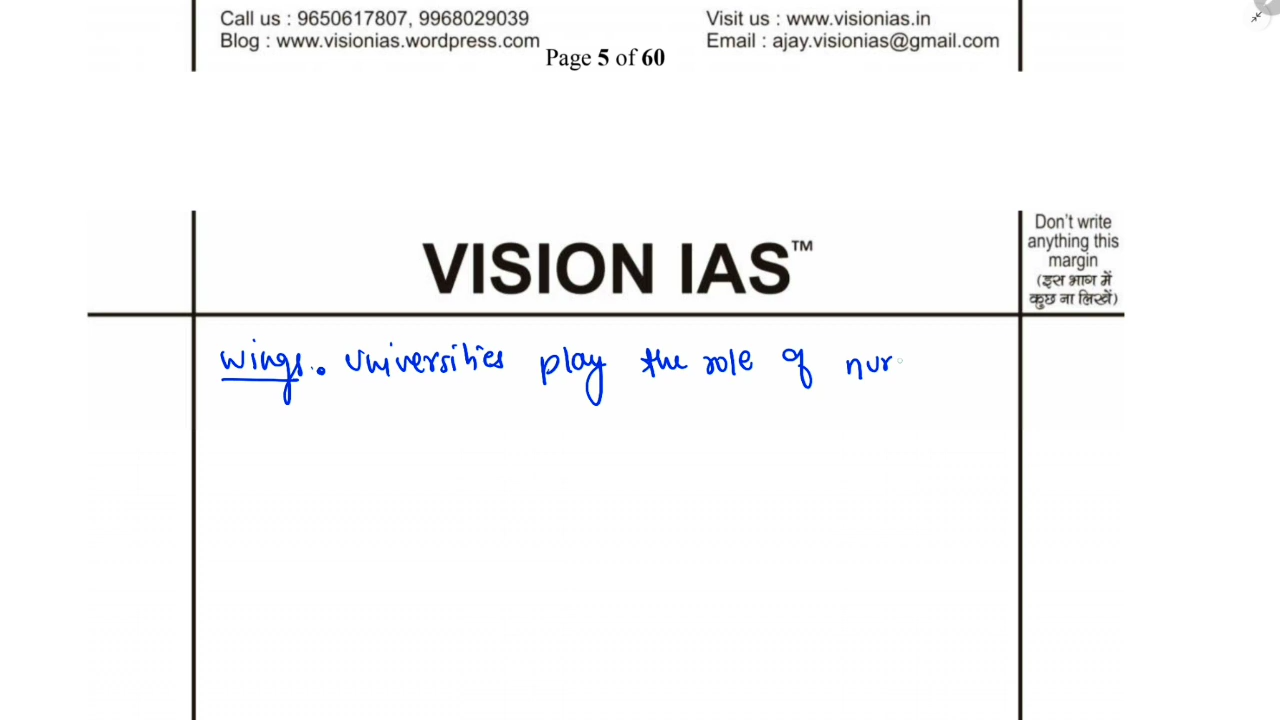 Call us : 9650617807, 9968029039 Visit us : www.visionias.in
Blog : www.visionias.wordpress.com Email : ajay.visionias@gmail.com
Page 5 of 60
VISION IAS™
Don't write
anything this
margin
(इस भाग में
कुछ ना लिखें)
wings. Universities play the role of nur